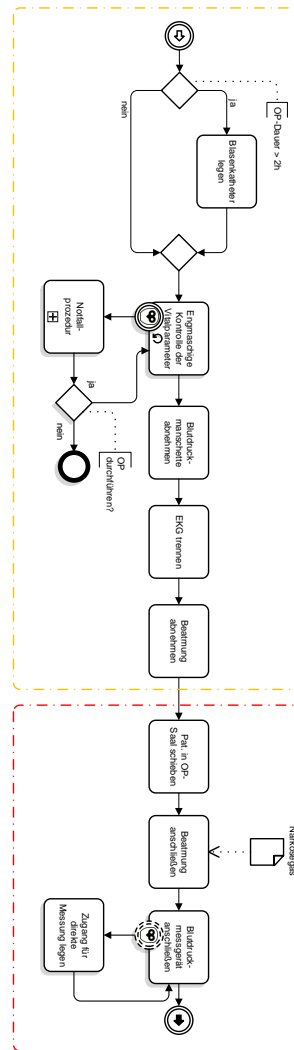 OP-Dauer > 2h
ja
nein
Blasenkatheter
legen
Engmaschige
Kontrolle der
Vitalparameter
Notfall-
prozedur
ja
nein
OP
durchführen?
Blutdruck-
manschette
abnehmen
EKG trennen
Beatmung
abnehmen
Pat. in OP-
Saal schieben
Narkosegas
Beatmung
anschließen
Blutdruck-
messgerät
anschließen
Zugang für
direkte
Messung legen